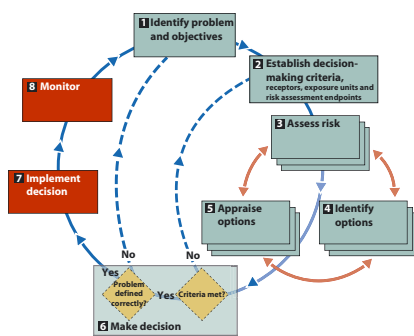 1 Identify problem
and objectives
2 Establish decision-
making criteria,
receptors, exposure units and
risk assessment endpoints
3 Assess risk
4 Identify
options
5 Appraise
options
No
No
Yes
Problem
defined
correctly?
Yes
Criteria met?
6 Make decision
7 Implement
decision
8 Monitor